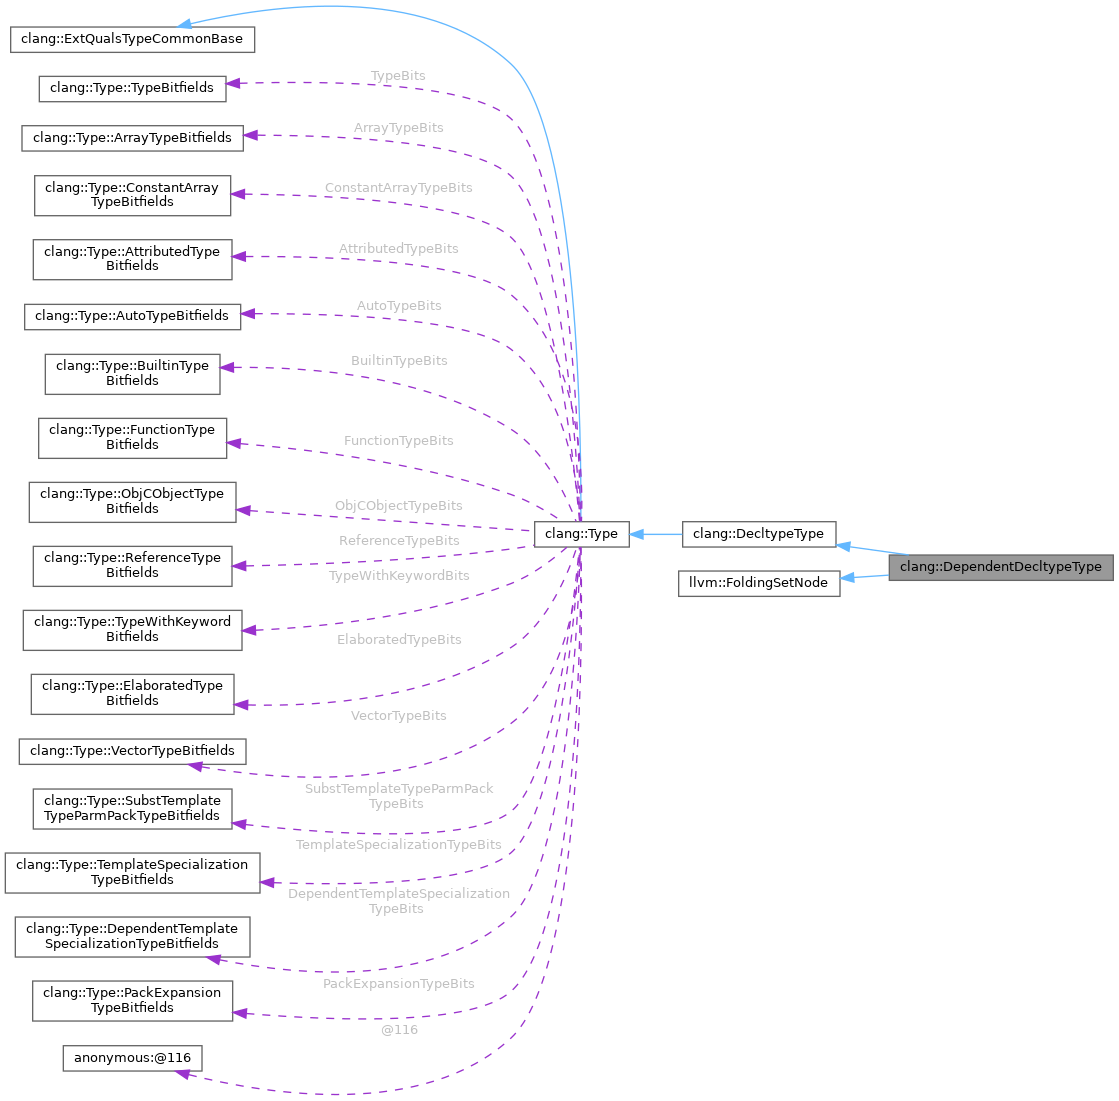 clang::ExtQualsTypeCommonBase
clang::Type::TypeBitfields
TypeBits
clang::Type::ArrayTypeBitfields
ArrayTypeBits
clang::Type::ConstantArray
TypeBitfields
ConstantArrayTypeBits
clang::Type::AttributedType
Bitfields
AttributedTypeBits
clang::Type::AutoTypeBitfields
AutoTypeBits
clang::Type::BuiltinType
Bitfields
BuiltinTypeBits
clang::Type::FunctionType
Bitfields
FunctionTypeBits
clang::Type::ObjCObjectType
Bitfields
ObjCObjectTypeBits
clang::Type
clang::DecltypeType
clang::Type::ReferenceType
Bitfields
ReferenceTypeBits
clang::DependentDecltypeType
llvm::FoldingSetNode
TypeWithKeywordBits
clang::Type::TypeWithKeyword
Bitfields
ElaboratedTypeBits
clang::Type::ElaboratedType
Bitfields
VectorTypeBits
clang::Type::VectorTypeBitfields
SubstTemplateTypeParmPack
TypeBits
clang::Type::SubstTemplate
TypeParmPackTypeBitfields
TemplateSpecializationTypeBits
clang::Type::TemplateSpecialization
TypeBitfields
DependentTemplateSpecialization
TypeBits
clang::Type::DependentTemplate
SpecializationTypeBitfields
PackExpansionTypeBits
clang::Type::PackExpansion
TypeBitfields
@116
anonymous:@116